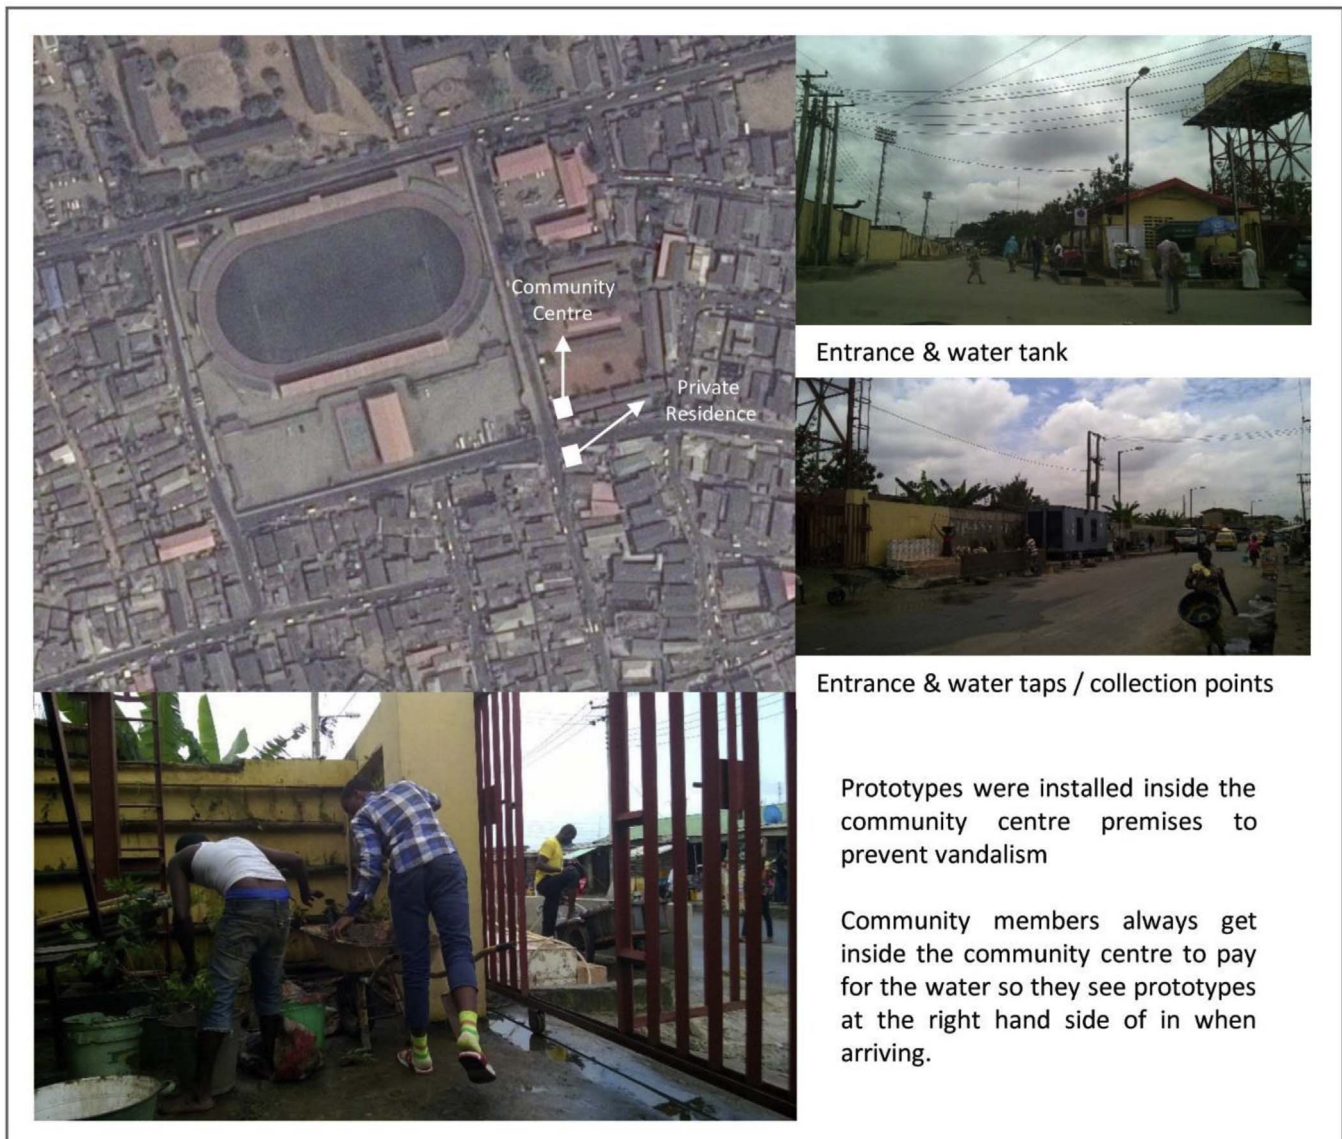 Community
Centre
Private
Residence
Entrance & water tank
Entrance & water taps / collection points
Prototypes were installed inside the
community centre premises to
prevent vandalism
Community members always get
inside the community centre to pay
for the water so they see prototypes
at the right hand side of in when
arriving.